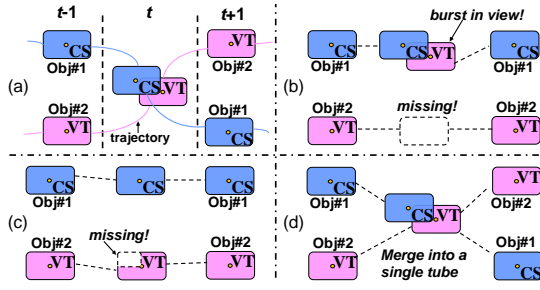 t-1
t
t+1
CS
Obj#1
VT
Obj#2
CS
VT
(a)
Obj#2
VT
trajectory
Obj#1
CS
burst in view!
CS
Obj#1
CS
VT
CS
Obj#1
(b)
Obj#2
VT
missing!
Obj#2
VT
CS
Obj#1
CS
CS
Obj#1
(c)
Obj#2
VT
missing!
VT
Obj#2
VT
CS
Obj#1
VT
Obj#2
CS
VT
(d)
Obj#2
VT
Merge into a
single tube
Obj#1
CS